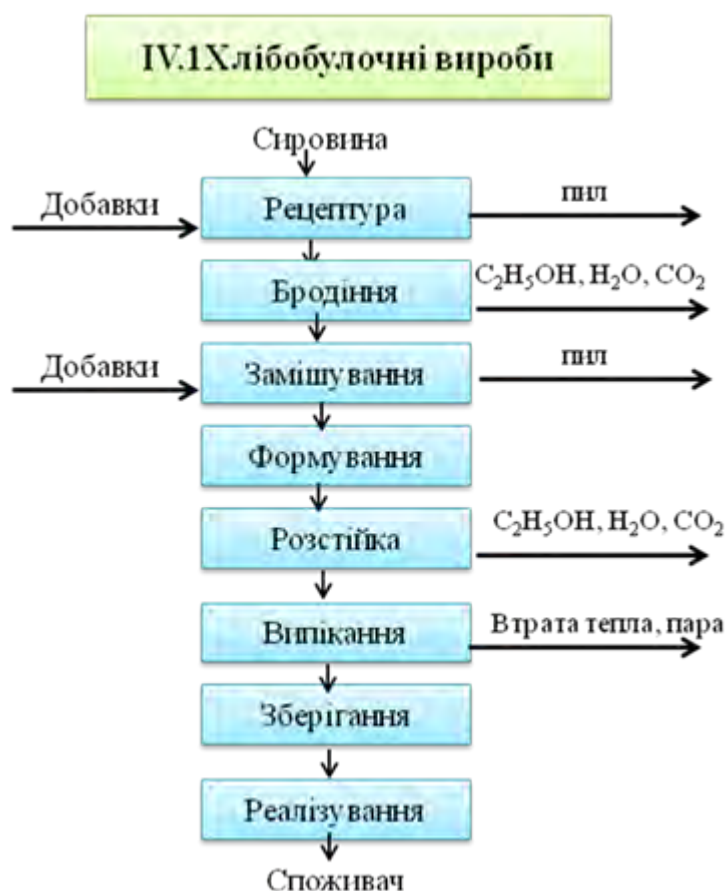 IV.1Хлібобулочні вироби
Сировина
Добавки
Рецептура
пил
Бродіння
C₂H₅OH, H₂O, CO₂
Добавки
Замішування
пил
Формування
Розстійка
C₂H₅OH, H₂O, CO₂
Випікання
Втрата тепла, пара
Зберігання
Реалізування
Споживач